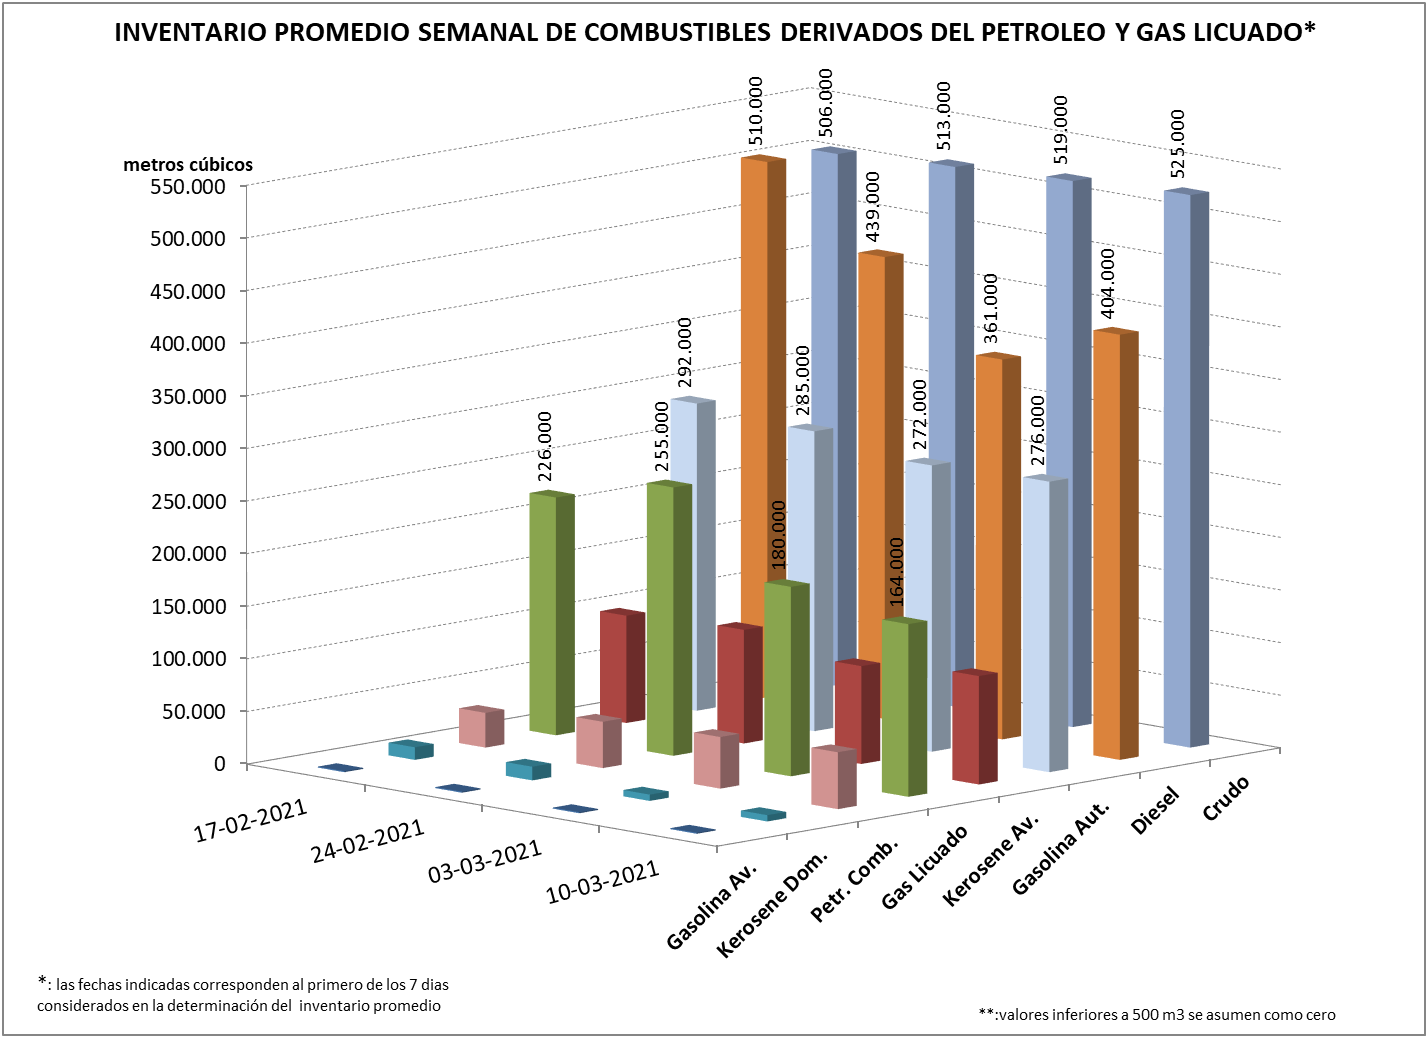 INVENTARIO PROMEDIO SEMANAL DE COMBUSTIBLES DERIVADOS DEL PETROLEO Y GAS LICUADO*
metros cúbicos
550.000
500.000
450.000
400.000
350.000
300.000
250.000
200.000
150.000
100.000
50.000
0
510.000
506.000
513.000
519.000
525.000
439.000
361.000
404.000
292.000
285.000
272.000
276.000
226.000
255.000
180.000
164.000
17-02-2021
24-02-2021
03-03-2021
10-03-2021
Gasolina Av.
Kerosene Dom.
Petr. Comb.
Gas Licuado
Kerosene Av.
Gasolina Aut.
Diesel
Crudo
*: las fechas indicadas corresponden al primero de los 7 dias
considerados en la determinación del inventario promedio
**:valores inferiores a 500 m3 se asumen como cero